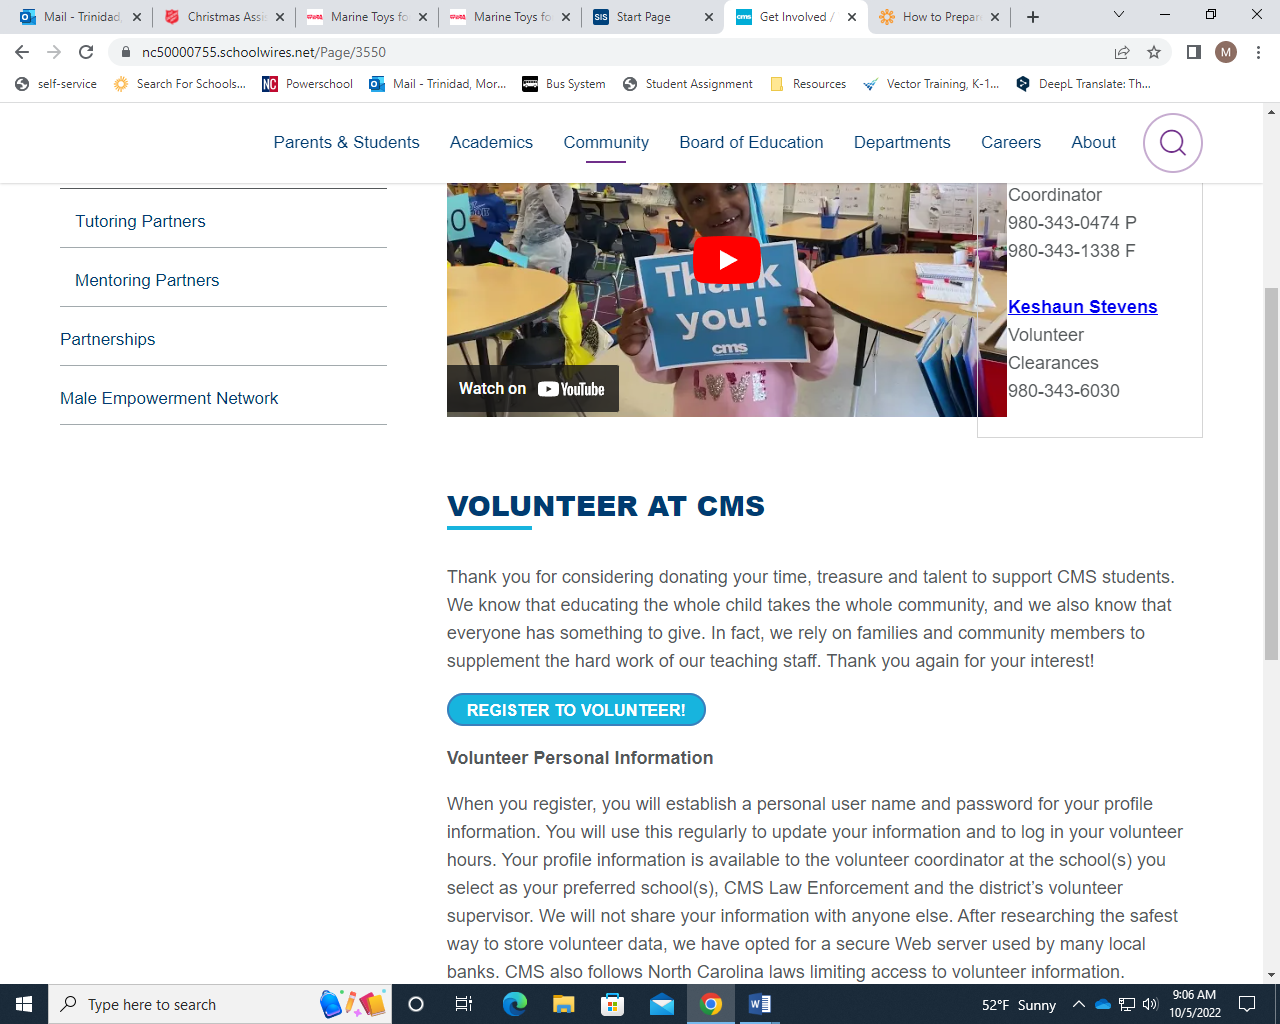 Mail - Trinidad,
Christmas Assi
Marine Toys fo
Marine Toys fo
SIS
Start Page
cms
Get Involved /
How to Prepar
nc50000755.schoolwires.net/Page/3550
M
self-service
Search For Schools...
NC
Powerschool
Mail - Trinidad, Mor...
Bus System
Student Assignment
Resources
Vector Training, K-1...
DeepL Translate: Th...
Parents & Students
Academics
Community
Board of Education
Departments
Careers
About
Tutoring Partners
Mentoring Partners
Partnerships
Male Empowerment Network
Thank
you!
cms
LOVE
Watch on YouTube
Coordinator
980-343-0474 P
980-343-1338 F
Keshaun Stevens
Volunteer
Clearances
980-343-6030
VOLUNTEER AT CMS
Thank you for considering donating your time, treasure and talent to support CMS students.
We know that educating the whole child takes the whole community, and we also know that
everyone has something to give. In fact, we rely on families and community members to
supplement the hard work of our teaching staff. Thank you again for your interest!
REGISTER TO VOLUNTEER!
Volunteer Personal Information
When you register, you will establish a personal user name and password for your profile
information. You will use this regularly to update your information and to log in your volunteer
hours. Your profile information is available to the volunteer coordinator at the school(s) you
select as your preferred school(s), CMS Law Enforcement and the district’s volunteer
supervisor. We will not share your information with anyone else. After researching the safest
way to store volunteer data, we have opted for a secure Web server used by many local
banks. CMS also follows North Carolina laws limiting access to volunteer information.
Type here to search
52°F Sunny
9:06 AM
10/5/2022